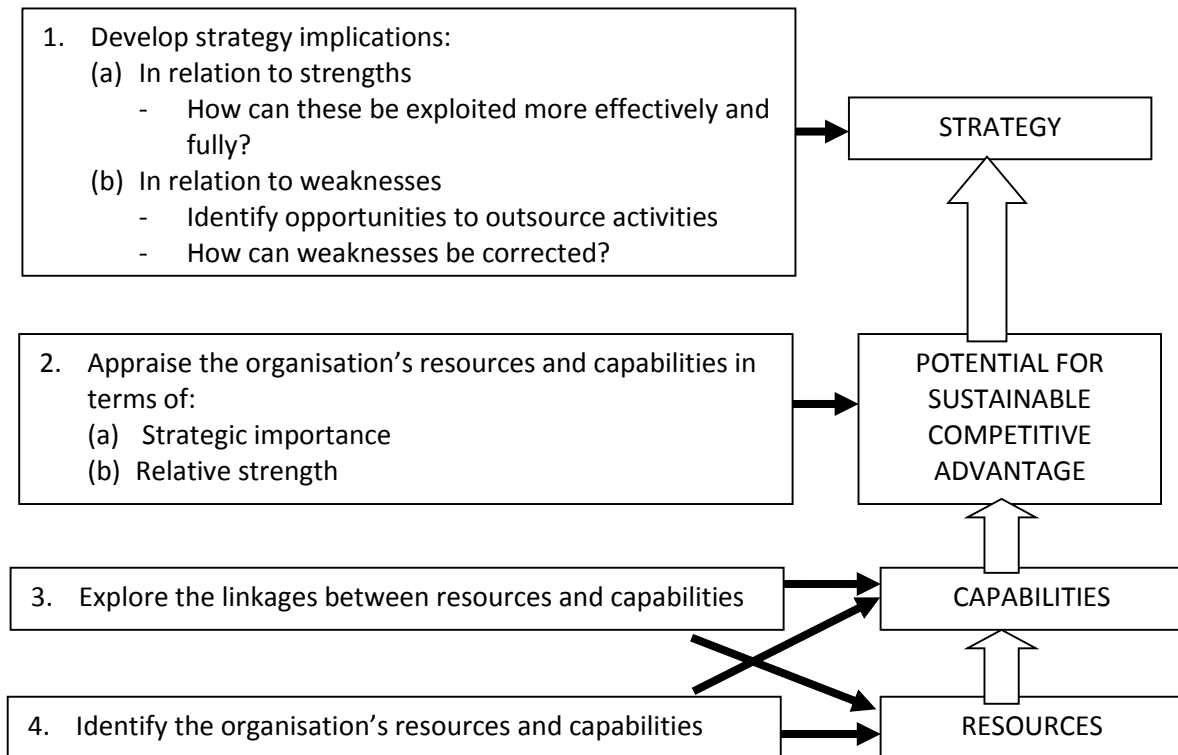 1. Develop strategy implications:
(a) In relation to strengths
- How can these be exploited more effectively and
fully?
(b) In relation to weaknesses
- Identify opportunities to outsource activities
- How can weaknesses be corrected?
STRATEGY
2. Appraise the organisation’s resources and capabilities in
terms of:
(a) Strategic importance
(b) Relative strength
POTENTIAL FOR
SUSTAINABLE
COMPETITIVE
ADVANTAGE
3. Explore the linkages between resources and capabilities
CAPABILITIES
4. Identify the organisation’s resources and capabilities
RESOURCES